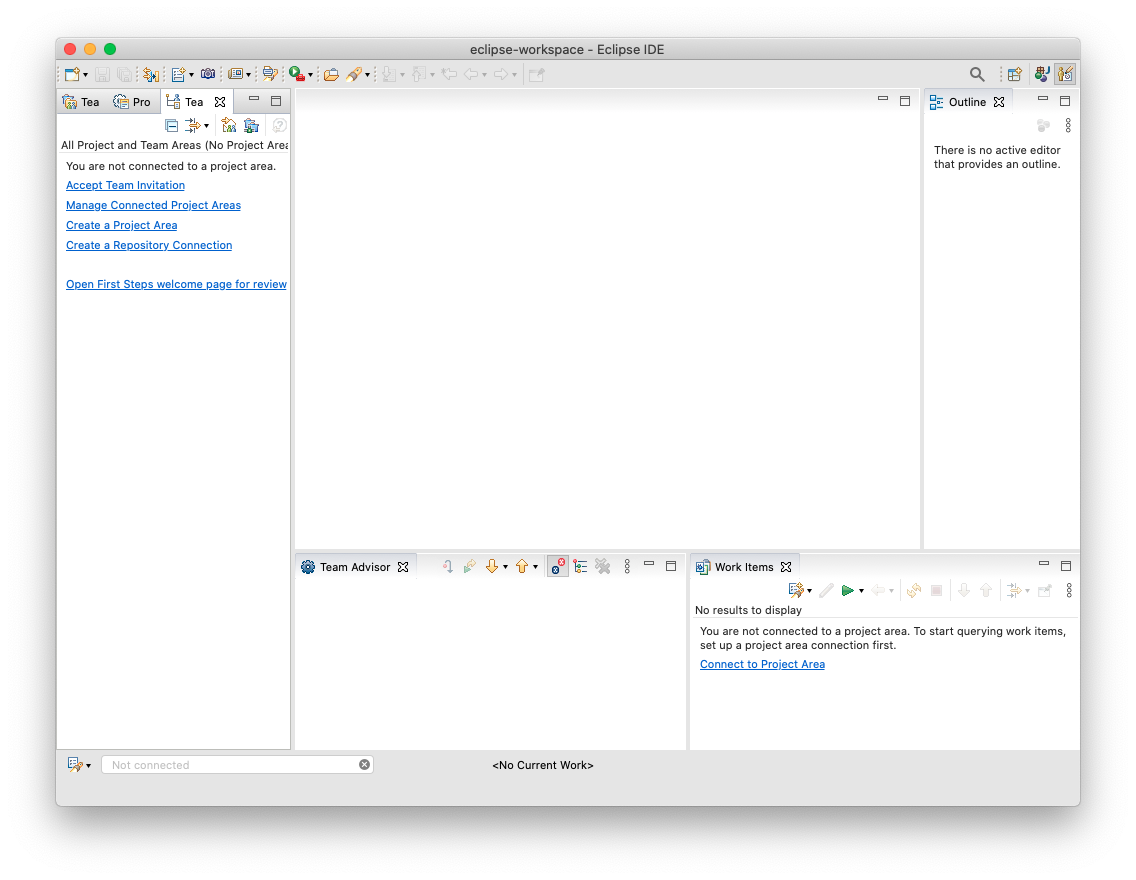 eclipse-workspace - Eclipse IDE
Tea
Pro
Tea
All Project and Team Areas (No Project Area
You are not connected to a project area.
Accept Team Invitation
Manage Connected Project Areas
Create a Project Area
Create a Repository Connection
Open First Steps welcome page for review
Outline
There is no active editor
that provides an outline.
Team Advisor
Work Items
No results to display
You are not connected to a project area. To start querying work items,
set up a project area connection first.
Connect to Project Area
Not connected
<No Current Work>